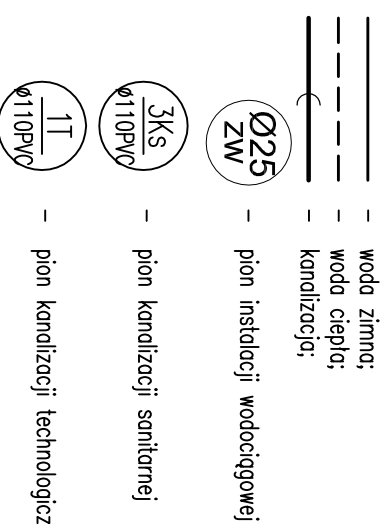 - woda zimna;
- woda ciepła;
- kanalizacja;
Ø25
ZW
- pion instalacji wodociągowej
3Ks
ø110PVC
- pion kanalizacji sanitarnej
1T
ø110PVC
- pion kanalizacji technologicz